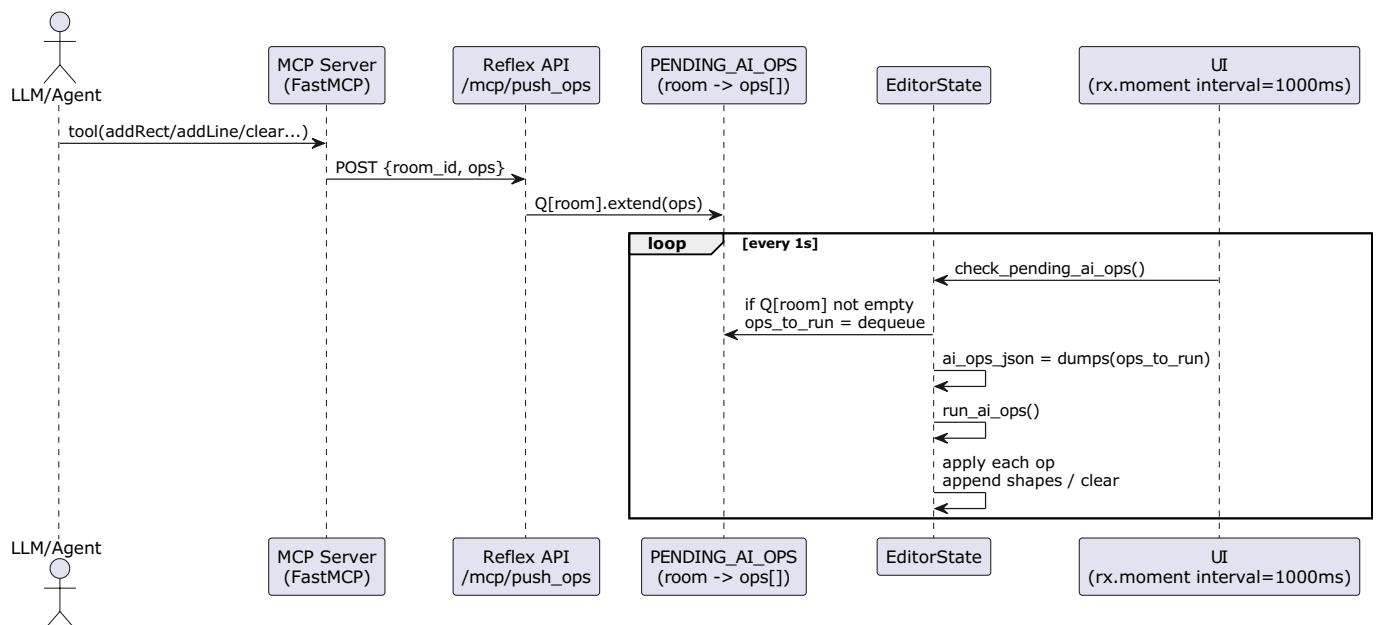 LLM/Agent
MCP Server
(FastMCP)
Reflex API
/mcp/push_ops
PENDING_AI_OPS
(room -> ops[])
EditorState
UI
(rx.moment interval=1000ms)
tool(addRect/addLine/clear...)
POST {room_id, ops}
Q[room].extend(ops)
loop
[every 1s]
check_pending_ai_ops()
if Q[room] not empty
ops_to_run = dequeue
ai_ops_json = dumps(ops_to_run)
run_ai_ops()
apply each op
append shapes / clear
LLM/Agent
MCP Server
(FastMCP)
Reflex API
/mcp/push_ops
PENDING_AI_OPS
(room -> ops[])
EditorState
UI
(rx.moment interval=1000ms)